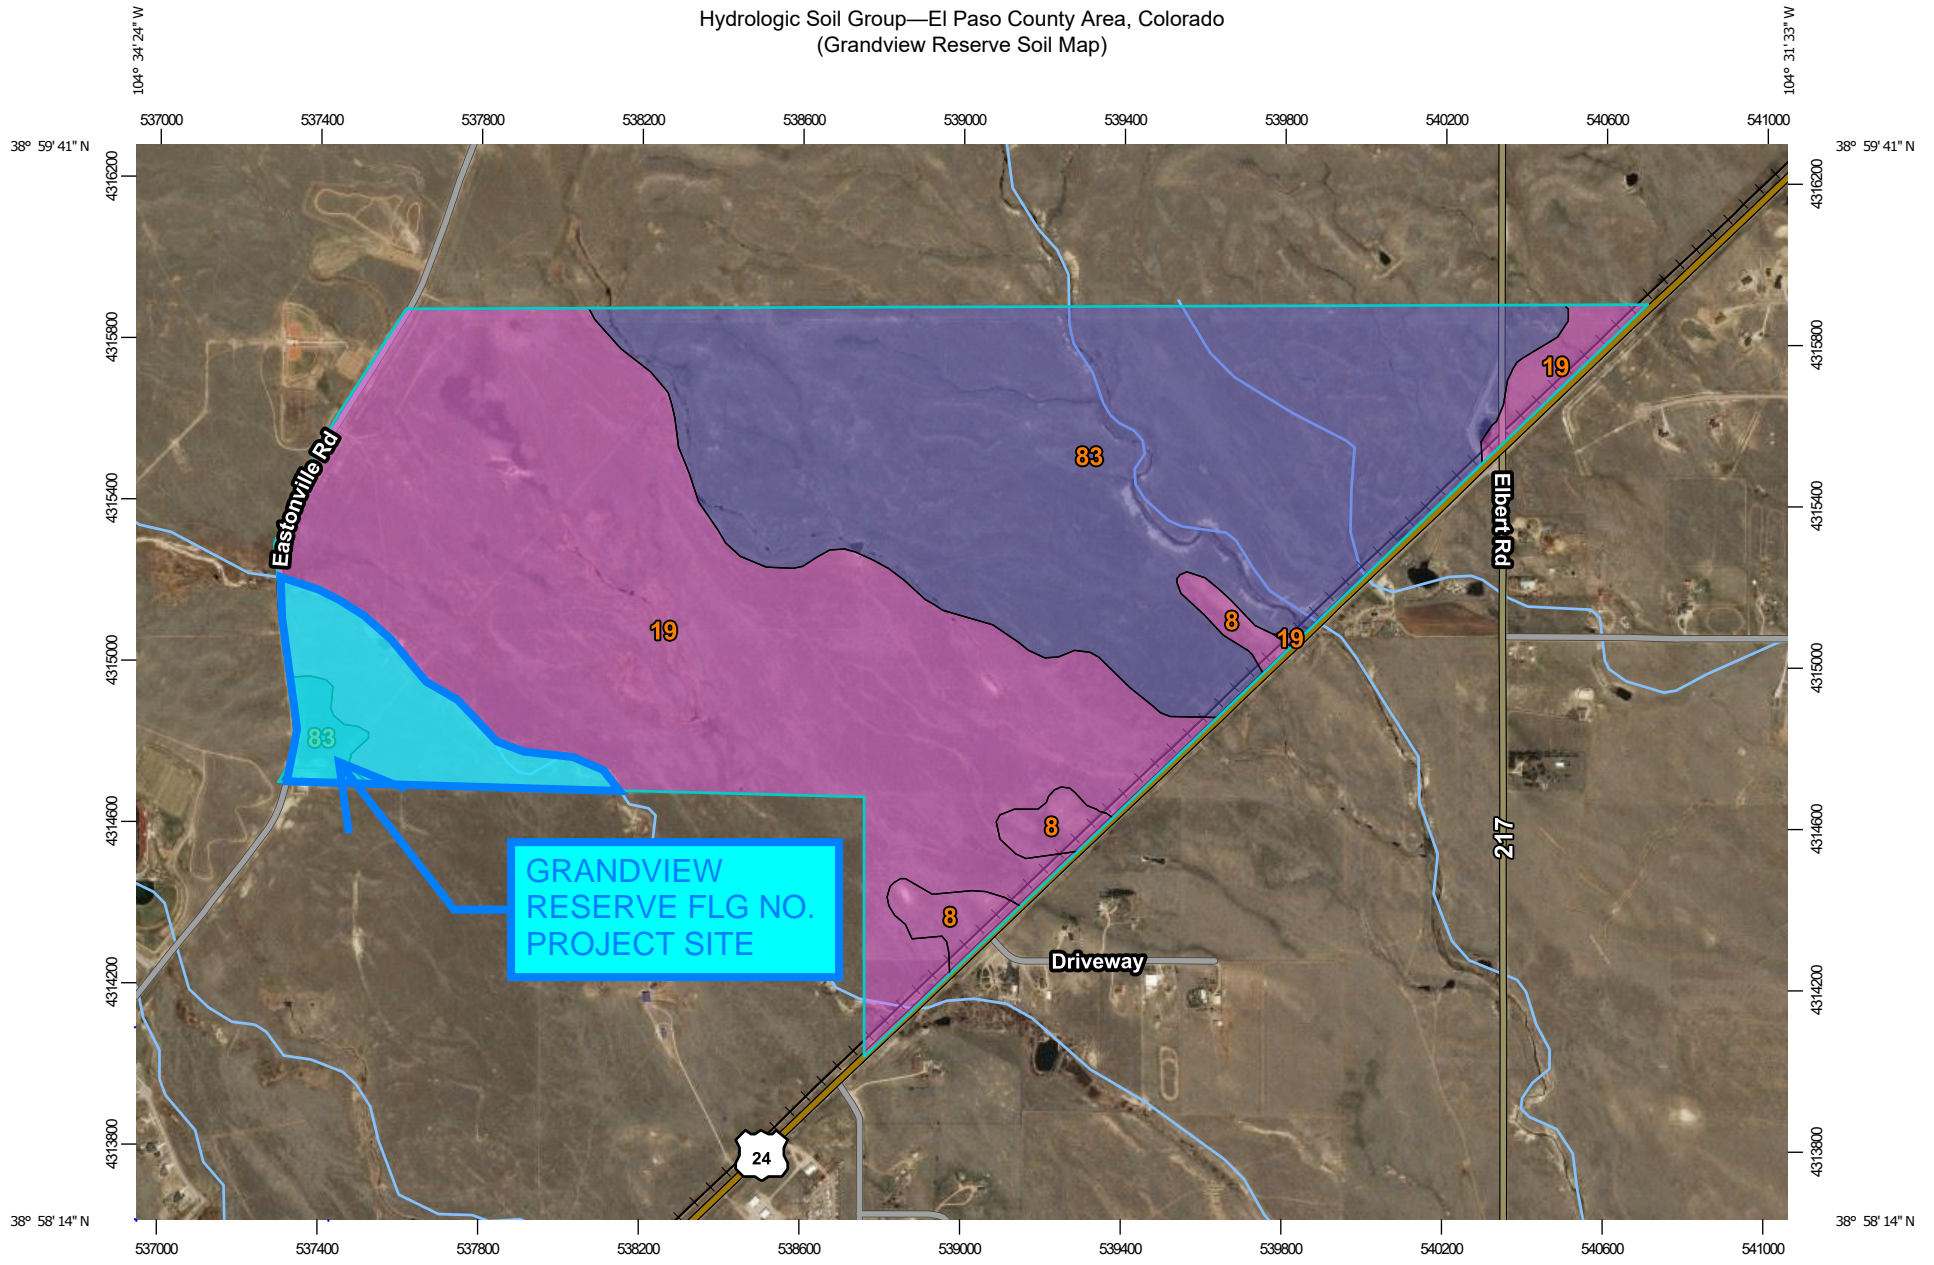 Hydrologic Soil Group—El Paso County Area, Colorado
(Grandview Reserve Soil Map)
104° 34' 24" W
104° 31' 33" W
537000 537400 537800 538200 538600 539000 539400 539800 540200 540600 541000
38° 59' 41" N
38° 59' 41" N
4316200
4316200
4315800
4315800
19
Eastonville Rd
83
4315400
4315400
Elbert Rd
8
19
19
4315000
4315000
83
8
4314600
4314600
217
GRANDVIEW
RESERVE FLG NO.
PROJECT SITE
8
Driveway
4314200
4314200
4313800
4313800
24
38° 58' 14" N
38° 58' 14" N
537000 537400 537800 538200 538600 539000 539400 539800 540200 540600 541000